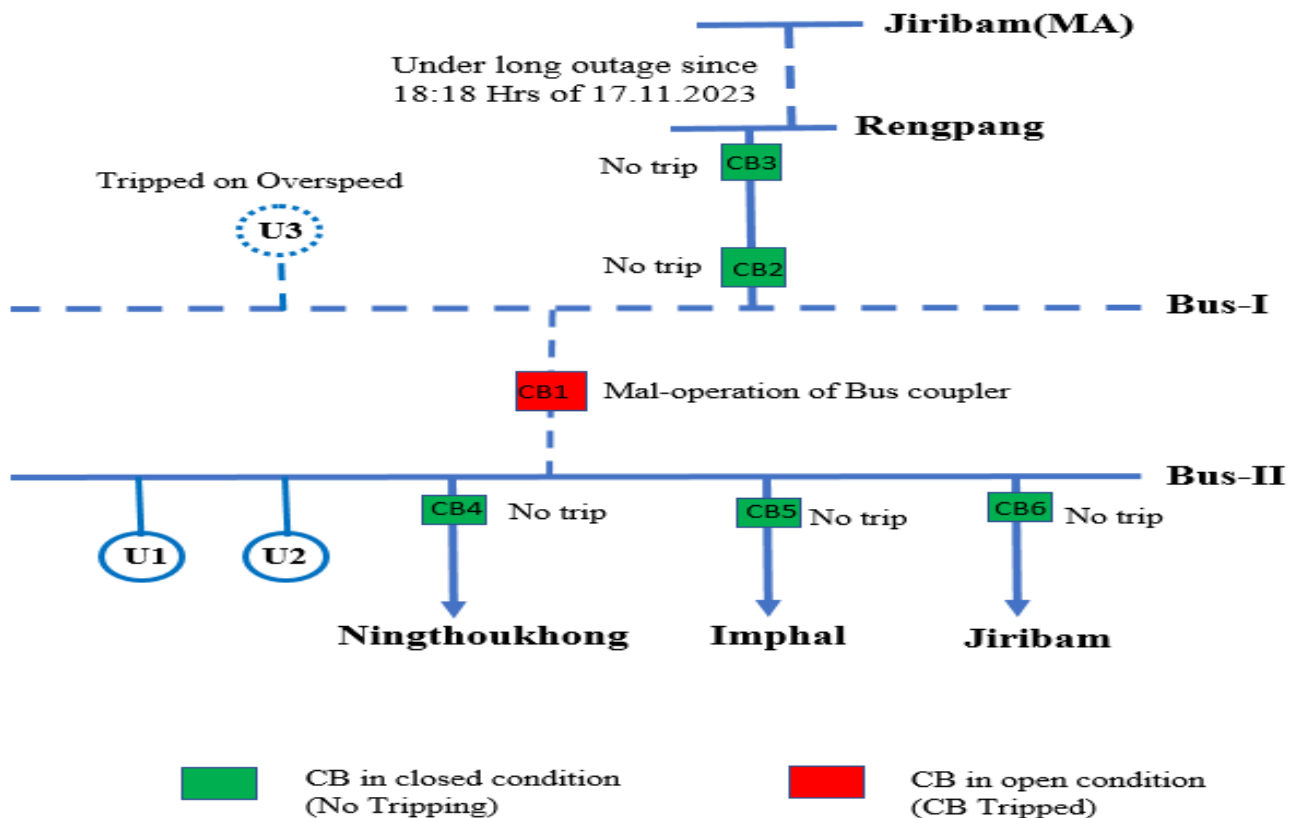 Jiribam(MA)
Under long outage since
18:18 Hrs of 17.11.2023
Rengpang
No trip
CB3
Tripped on Overspeed
U3
No trip
CB2
Bus-I
CB1
Mal-operation of Bus coupler
Bus-II
CB4
No trip
CB5
No trip
CB6
No trip
U1
U2
Ningthoukhong
Imphal
Jiribam
CB in closed condition
(No Tripping)
CB in open condition
(CB Tripped)